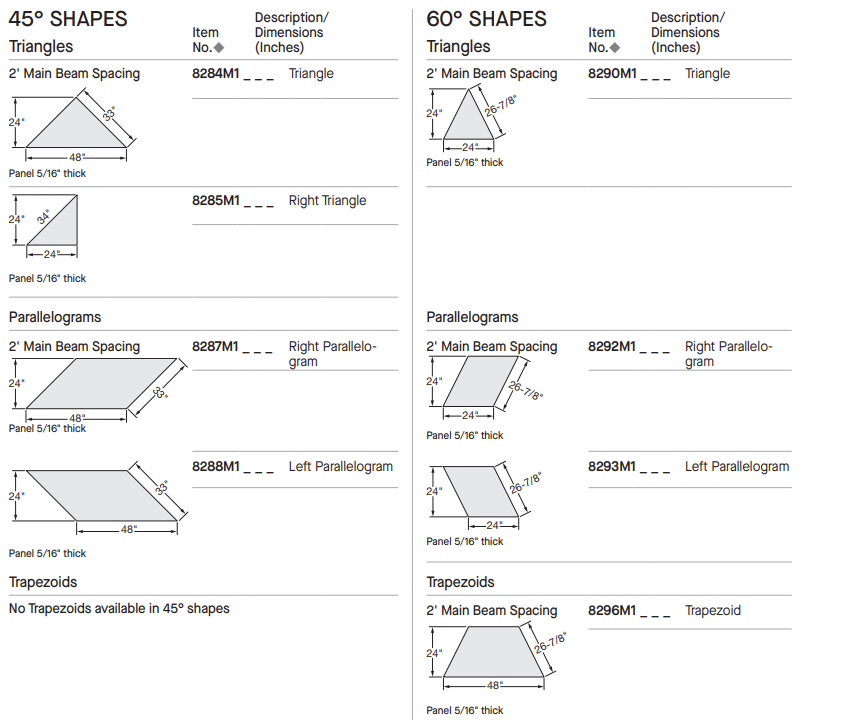 45° SHAPES
Triangles
Item
No.◆
Description/
Dimensions
(Inches)
2' Main Beam Spacing
8284M1 _ _ _ Triangle
24"
33"
48"
Panel 5/16" thick
8285M1 _ _ _ Right Triangle
24"
34"
24"
Panel 5/16" thick
Parallelograms
2' Main Beam Spacing
8287M1 _ _ _ Right Parallelo-
gram
24"
33"
48"
Panel 5/16" thick
8288M1 _ _ _ Left Parallelogram
24"
33"
48"
Panel 5/16" thick
Trapezoids
No Trapezoids available in 45° shapes
60° SHAPES
Triangles
Item
No.◆
Description/
Dimensions
(Inches)
2' Main Beam Spacing
8290M1 _ _ _ Triangle
24"
26-7/8"
24"
Panel 5/16" thick
Parallelograms
2' Main Beam Spacing
8292M1 _ _ _ Right Parallelo-
gram
24"
26-7/8"
24"
Panel 5/16" thick
8293M1 _ _ _ Left Parallelogram
24"
26-7/8"
24"
Panel 5/16" thick
Trapezoids
2' Main Beam Spacing
8296M1 _ _ _ Trapezoid
24"
26-7/8"
48"
Panel 5/16" thick